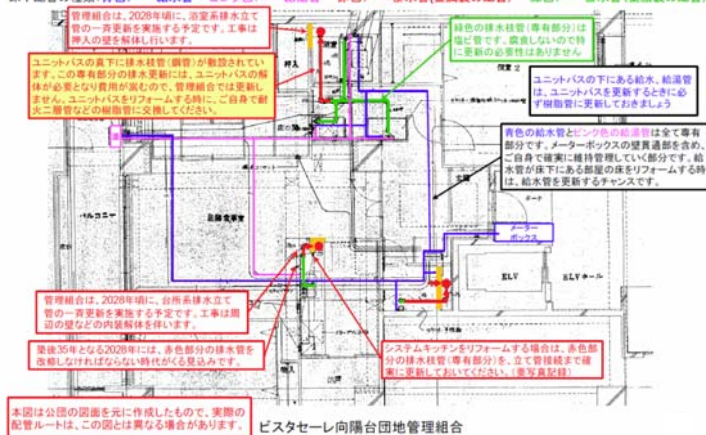 管理組合は、2028年頃に、浴室系排水立て
管の一斉更新を実施する予定です。工事は
押入の壁を解体し行います。
緑色の排水枝管(専有部分)は
塩ビ管です、腐食しないので特
に更新の必要性はありません
ユニットバスの真下に排水枝管(鋼管)が敷設されて
います。この専有部分の排水更新には、ユニットバスの解
体が必要となり費用が嵩むので、管理組合では更新し
ません。ユニットバスをリフォームする時に、ご自身で耐
火二層管などの樹脂管に交換してください。
ユニットバスの下にある給水、給湯管
は、ユニットバスを更新するときに必
ず樹脂管に更新しておきましょう
青色の給水管とピンク色の給湯管は全て専有
部分です。メーターボックスの壁貫通部を含め、
ご自身で確実に維持管理していく部分です。給
水管が床下にある部屋の床をリフォームする時
は、給水管を更新するチャンスです。
押入
バルコニー
居間食事室
玄関
メーター
ボックス
ELV
ELVホール
管理組合は、2028年頃に、台所系排水立て
管の一斉更新を実施する予定です。工事は周
辺の壁などの内装解体を伴います。
築後35年となる2028年には、赤色部分の排水管を
改修しなければならない時代がくる見込みです。
システムキッチンをリフォームする場合は、赤色部
分の排水枝管(専有部分)を、立て管接続まで確
実に更新しておいてください。(要写真記録)
物入
本図は公団の図面を元に作成したもので、実際の
配管ルートは、この図とは異なる場合があります。
ビスタセーレ向陽台団地管理組合